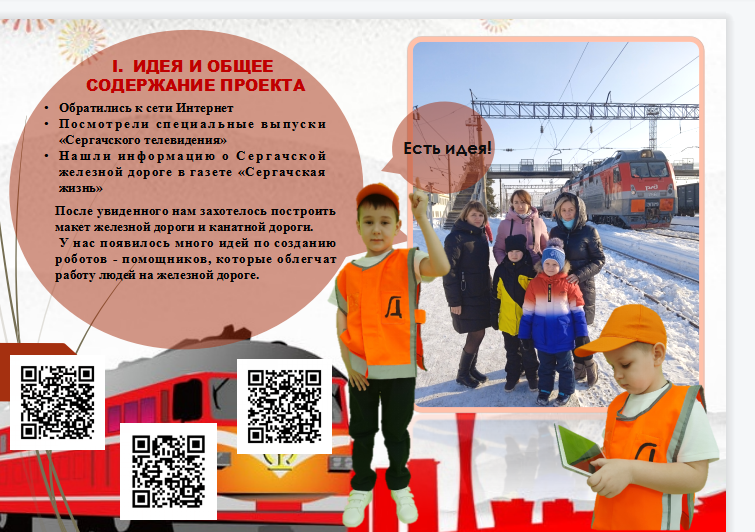 I. ИДЕЯ И ОБЩЕЕ
СОДЕРЖАНИЕ ПРОЕКТА
• Обратились к сети Интернет
• Посмотрели специальные выпуски
«Сергачского телевидения»
• Нашли информацию о Сергачской
железной дороге в газете «Сергачская
жизнь»
После увиденного нам захотелось построить
макет железной дороги и канатной дороги.
У нас появилось много идей по созданию
роботов - помощников, которые облегчат
работу людей на железной дороге.
Есть идея!
Д
Д